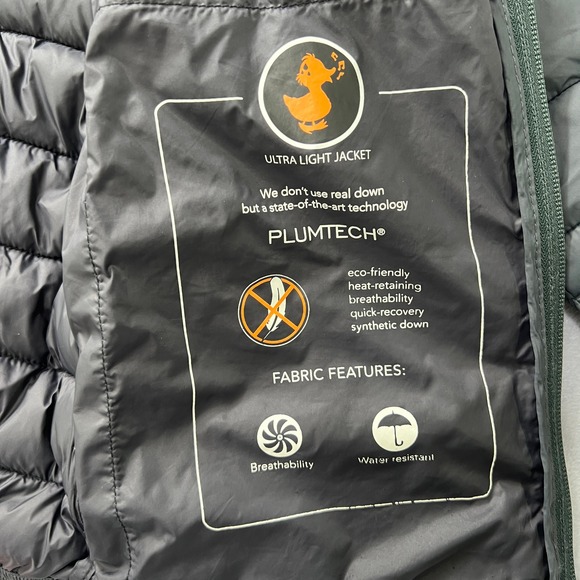 ULTRA LIGHT JACKET
We don't use real down
but a state-of-the-art technology
PLUMTECH®
eco-friendly
heat-retaining
breathability
quick-recovery
synthetic down
FABRIC FEATURES:
Breathability
Water resistant